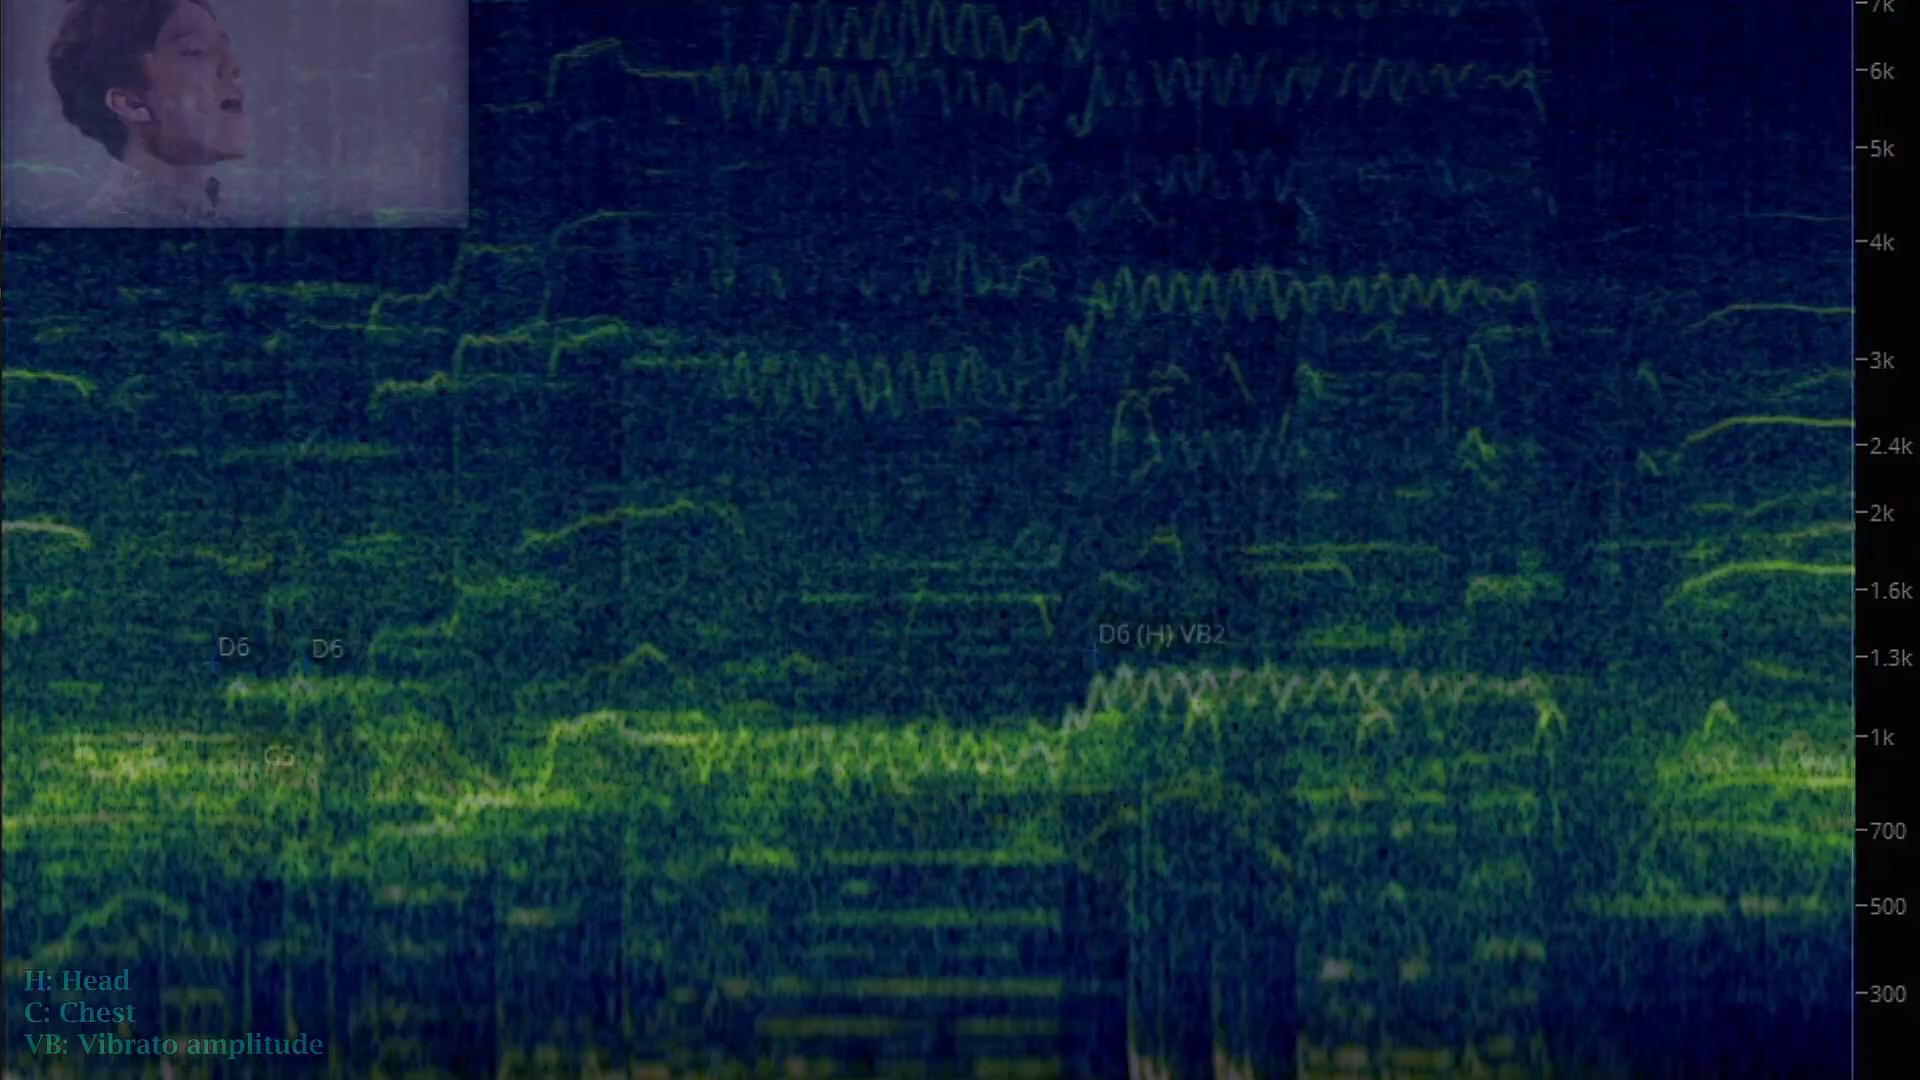 7k
6k
5k
4k
3k
2.4k
2k
1.6k
D6 D6 D6 (H) VB2
1.3k
1k
G5
700
500
H: Head
300
C: Chest
VB: Vibrato amplitude